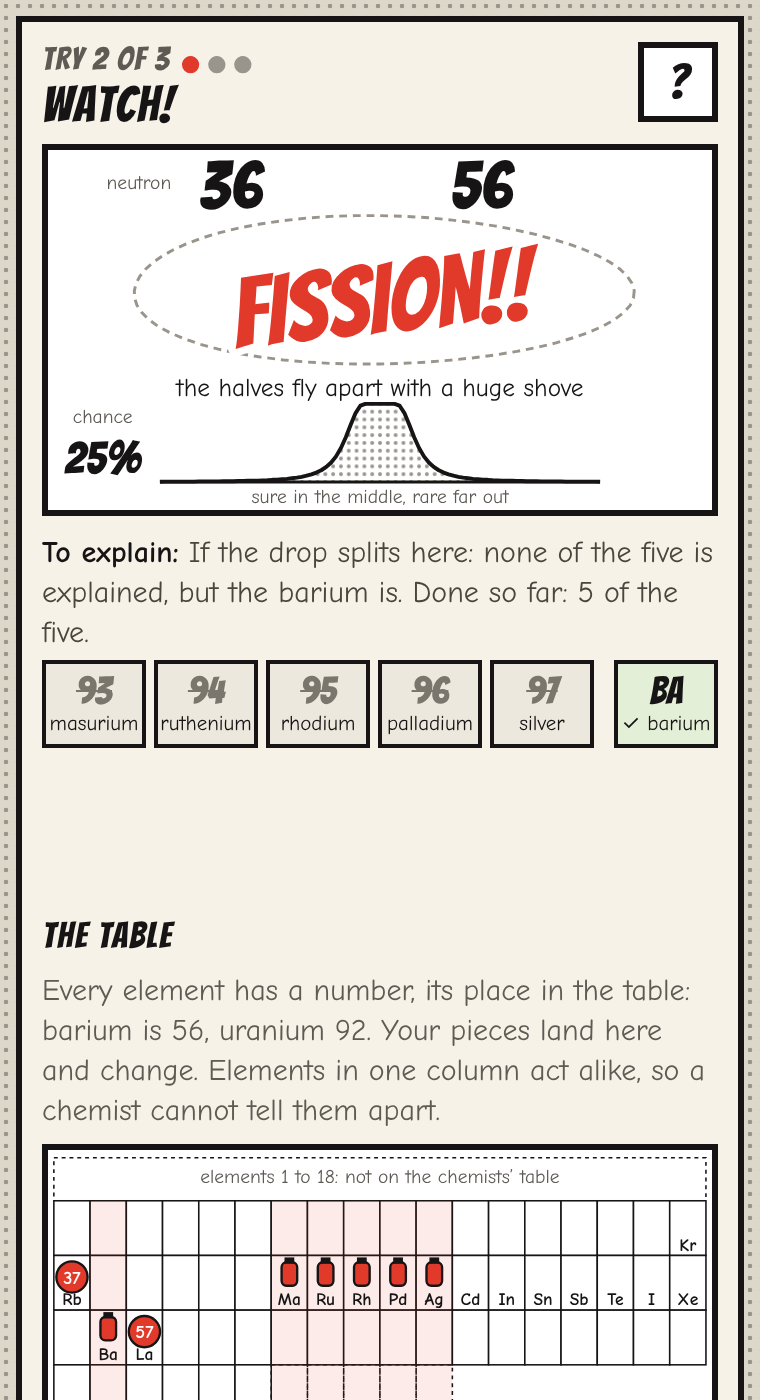 TRY 2 OF 3
WATCH!
?
neutron
36
56
FISSION!!
the halves fly apart with a huge shove
chance
25%
sure in the middle, rare far out
To explain: If the drop splits here: none of the five is
explained, but the barium is. Done so far: 5 of the
five.
93 94 95 96 97 BA
masurium ruthenium rhodium palladium silver ✓ barium
THE TABLE
Every element has a number, its place in the table:
barium is 56, uranium 92. Your pieces land here
and change. Elements in one column act alike, so a
chemist cannot tell them apart.
elements 1 to 18: not on the chemists' table
Kr
37
Rb Ma Ru Rh Pd Ag Cd In Sn Sb Te I Xe
57
Ba La